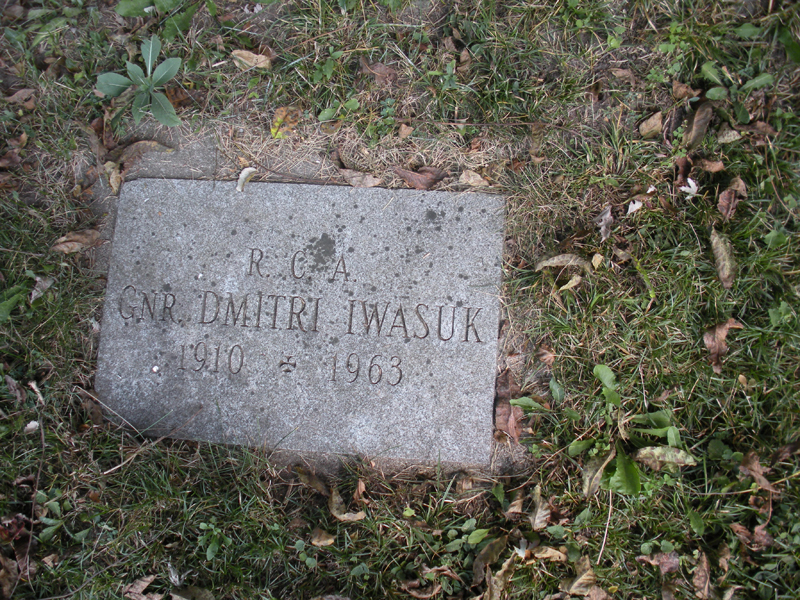 R. C. A.
GNR. DMITRI IWASUK
1910 ✠ 1963